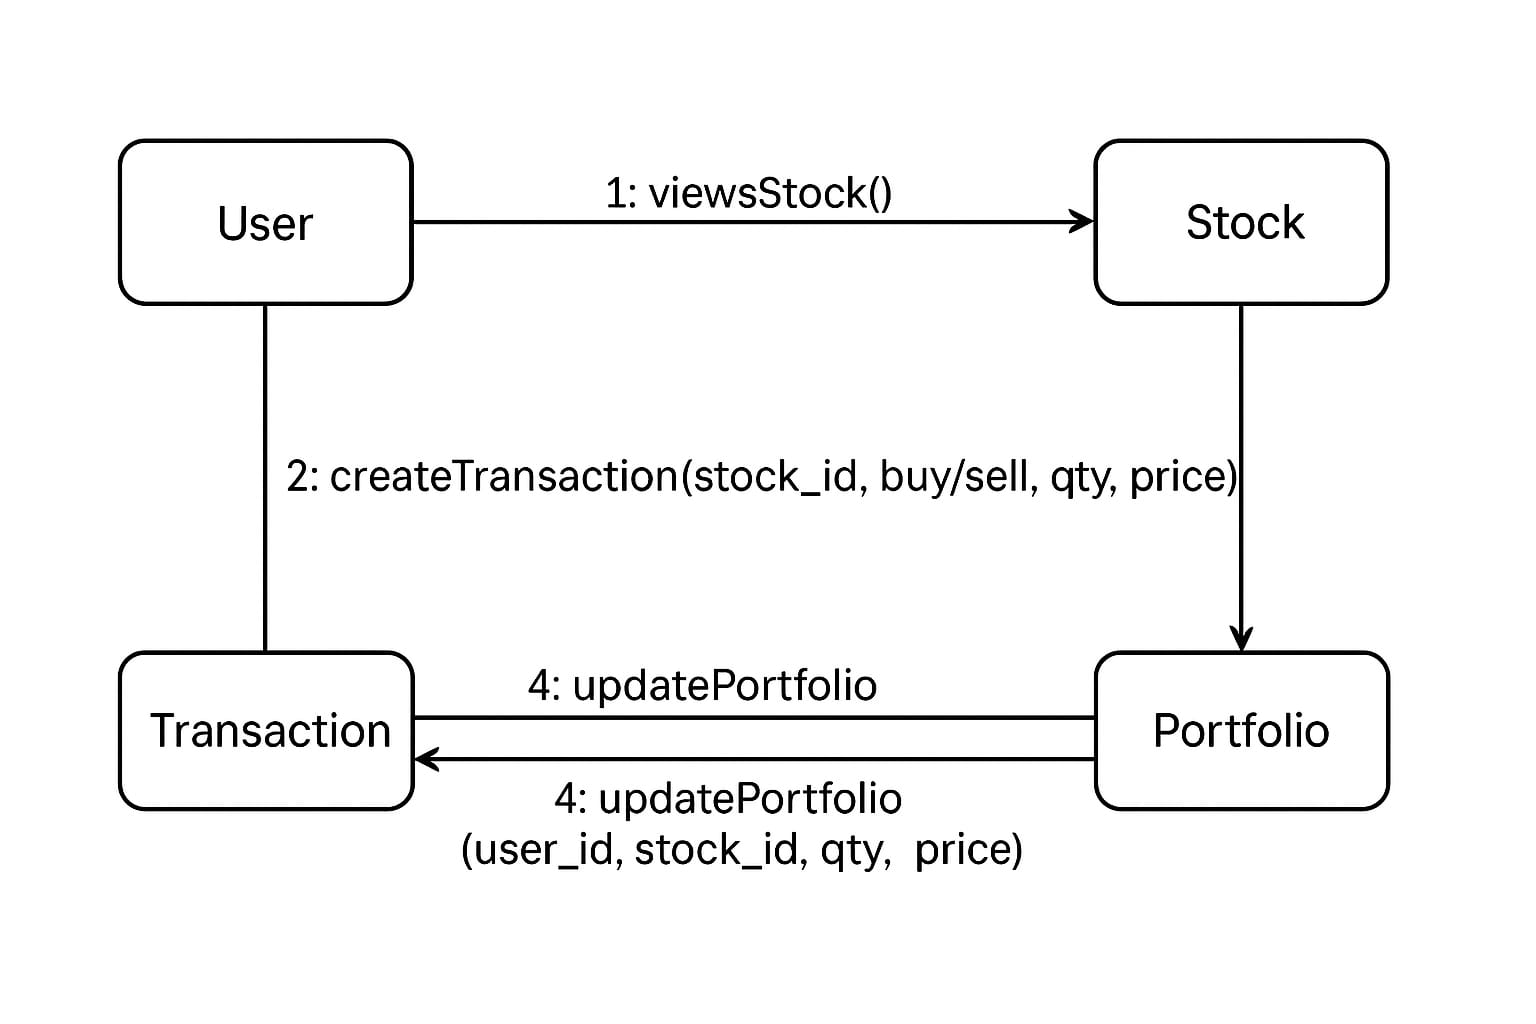 User
1: viewsStock()
Stock
2: createTransaction(stock_id, buy/sell, qty, price)
Transaction
4: updatePortfolio
Portfolio
4: updatePortfolio
(user_id, stock_id, qty, price)